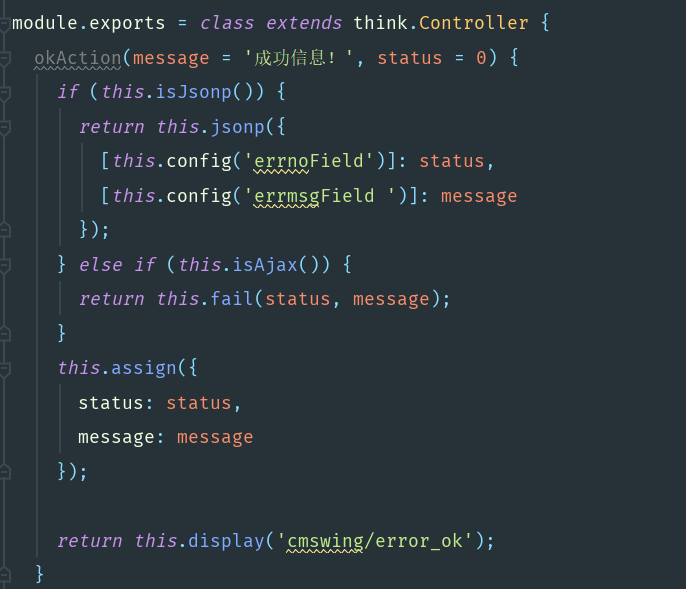 module.exports = class extends think.Controller {
  okAction(message = '成功信息！', status = 0) {
    if (this.isJsonp()) {
      return this.jsonp({
        [this.config('errnoField')]: status,
        [this.config('errmsgField ')]: message
      });
    } else if (this.isAjax()) {
      return this.fail(status, message);
    }
    this.assign({
      status: status,
      message: message
    });

    return this.display('cmswing/error_ok');
  }